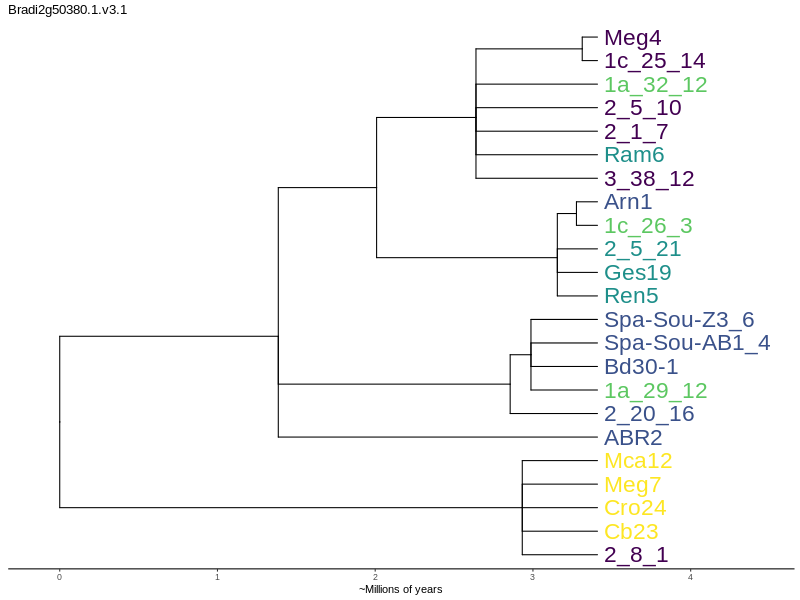 Bradi2g50380.1.v3.1
Meg4
1c_25_14
1a_32_12
2_5_10
2_1_7
Ram6
3_38_12
Arn1
1c_26_3
2_5_21
Ges19
Ren5
Spa-Sou-Z3_6
Spa-Sou-AB1_4
Bd30-1
1a_29_12
2_20_16
ABR2
Mca12
Meg7
Cro24
Cb23
2_8_1
0 1 2 3 4
~Millions of years